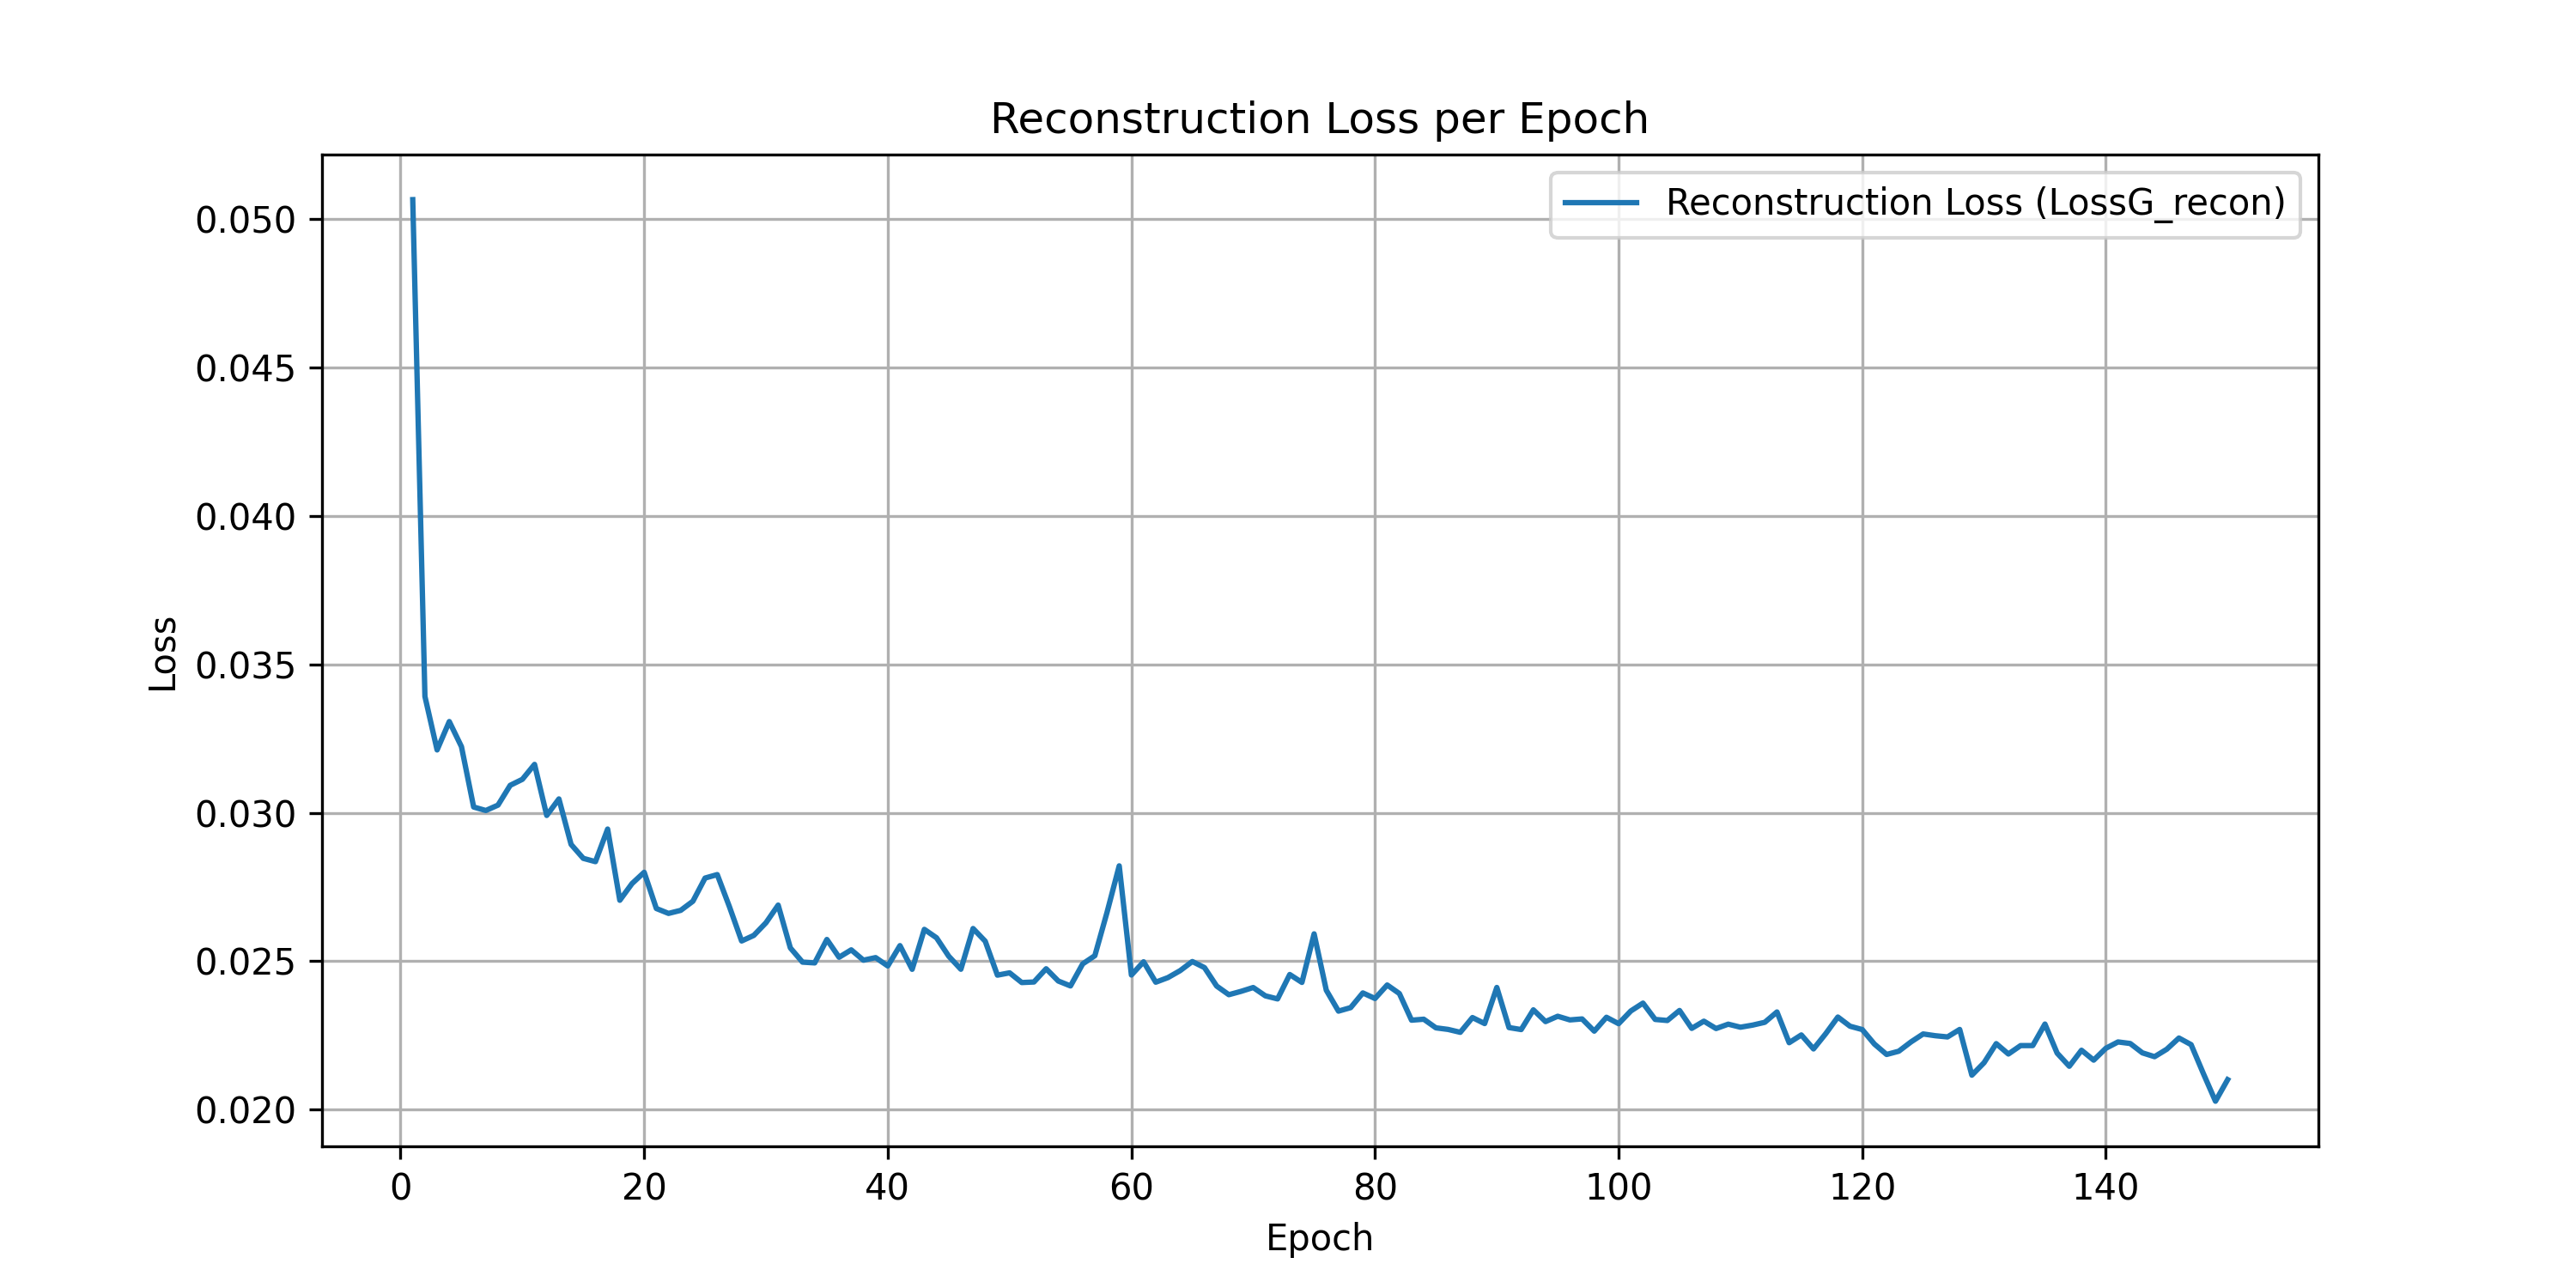 Reconstruction Loss per Epoch
Reconstruction Loss (LossG_recon)
0.050
0.045
0.040
0.035
0.030
0.025
0.020
Loss
0 20 40 60 80 100 120 140
Epoch